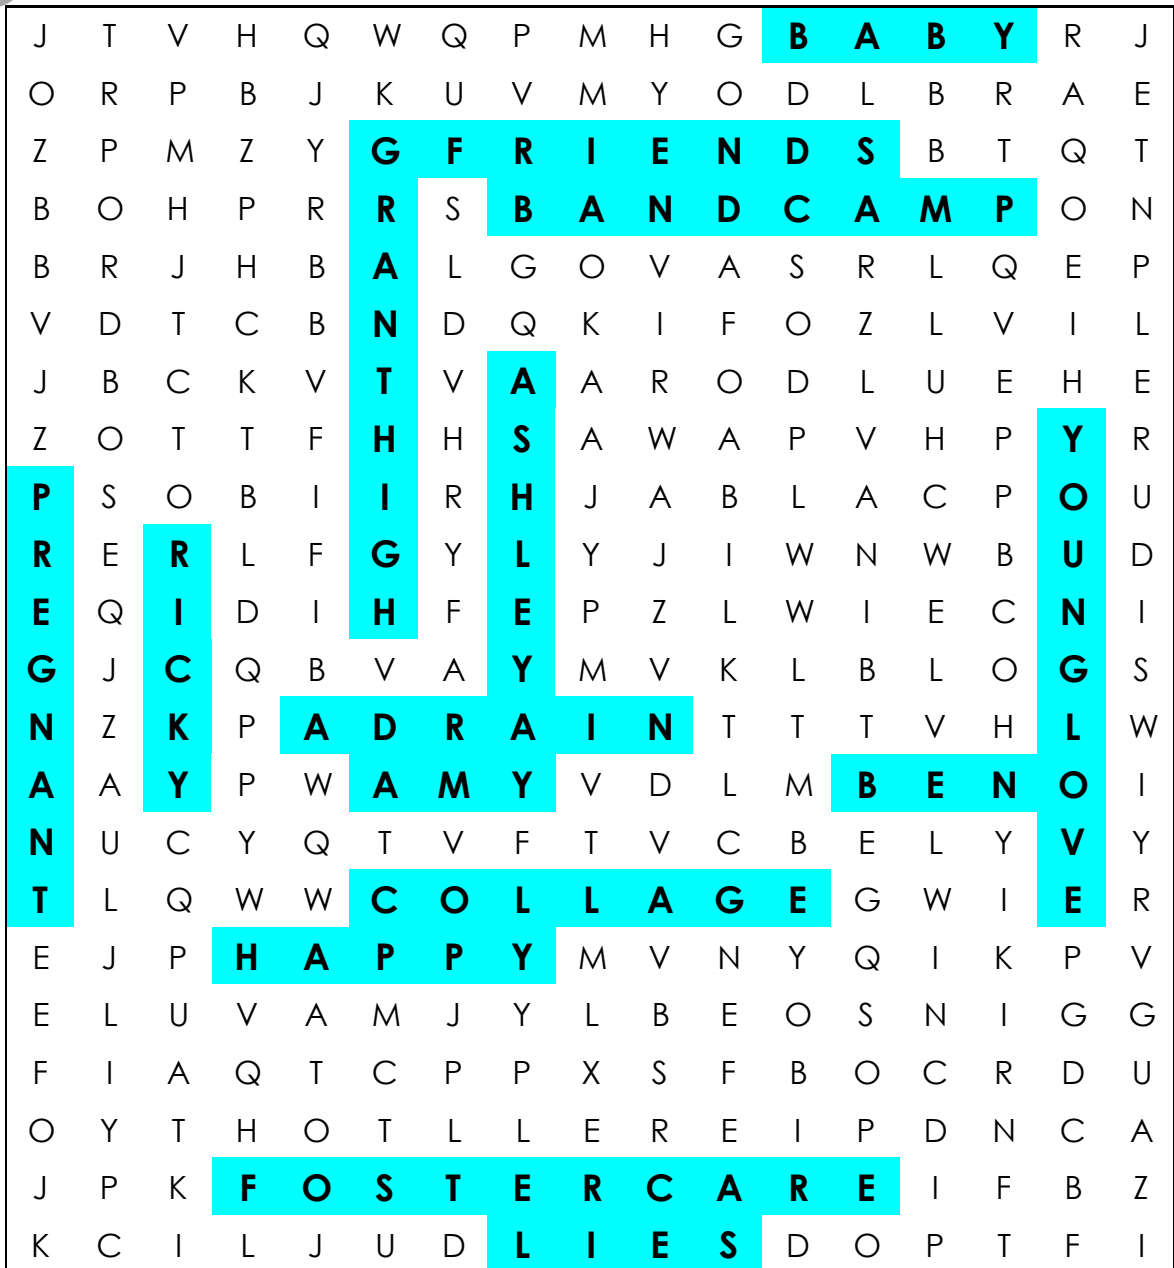 J T V H Q W Q P M H G B A B Y R J
O R P B J K U V M Y O D L B R A E
Z P M Z Y G F R I E N D S B T Q T
B O H P R R S B A N D C A M P O N
B R J H B A L G O V A S R L Q E P
V D T C B N D Q K I F O Z L V I L
J B C K V T V A A R O D L U E H E
Z O T T F H H S A W A P V H P Y R
P S O B I I R H J A B L A C P O U
R E R L F G Y L Y J I W N W B U D
E Q I D I H F E P Z L W I E C N I
G J C Q B V A Y M V K L B L O G S
N Z K P A D R A I N T T T V H L W
A A Y P W A M Y V D L M B E N O I
N U C Y Q T V F T V C B E L Y V Y
T L Q W W C O L L A G E G W I E R
E J P H A P P Y M V N Y Q I K P V
E L U V A M J Y L B E O S N I G G
F I A Q T C P P X S F B O C R D U
O Y T H O T L L E R E I P D N C A
J P K F O S T E R C A R E I F B Z
K C I L J U D L I E S D O P T F I